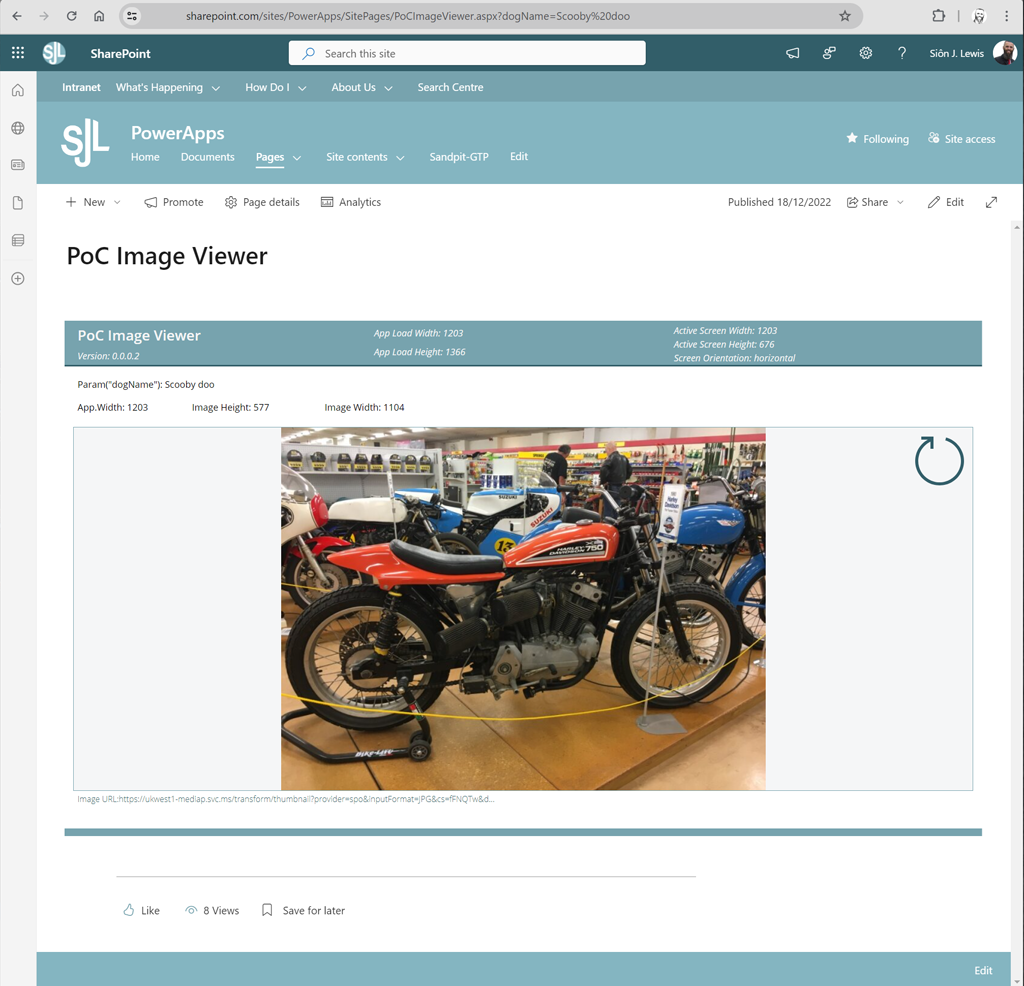 sharepoint.com/sites/PowerApps/SitePages/PoCImageViewer.aspx?dogName=Scooby%20doo
SJL SharePoint Search this site ? Siôn J. Lewis
Intranet What's Happening How Do I About Us Search Centre
SJL
PowerApps
Following Site access
Home Documents Pages Site contents Sandpit-GTP Edit
New Promote Page details Analytics Published 18/12/2022 Share Edit
PoC Image Viewer
PoC Image Viewer
Version: 0.0.0.2
App Load Width: 1203
App Load Height: 1366
Active Screen Width: 1203
Active Screen Height: 676
Screen Orientation: horizontal
Param("dogName"): Scooby doo
App.Width: 1203 Image Height: 577 Image Width: 1104
SUZUKI
SUZUKI
13
HARLEY-DAVIDSON
XR 750
Harley
Davidson
Image URL:https://ukwest1-mediap.svc.ms/transform/thumbnail?provider=spo&inputFormat=JPG&cs=fFNQTw&d...
Like 8 Views Save for later
Edit